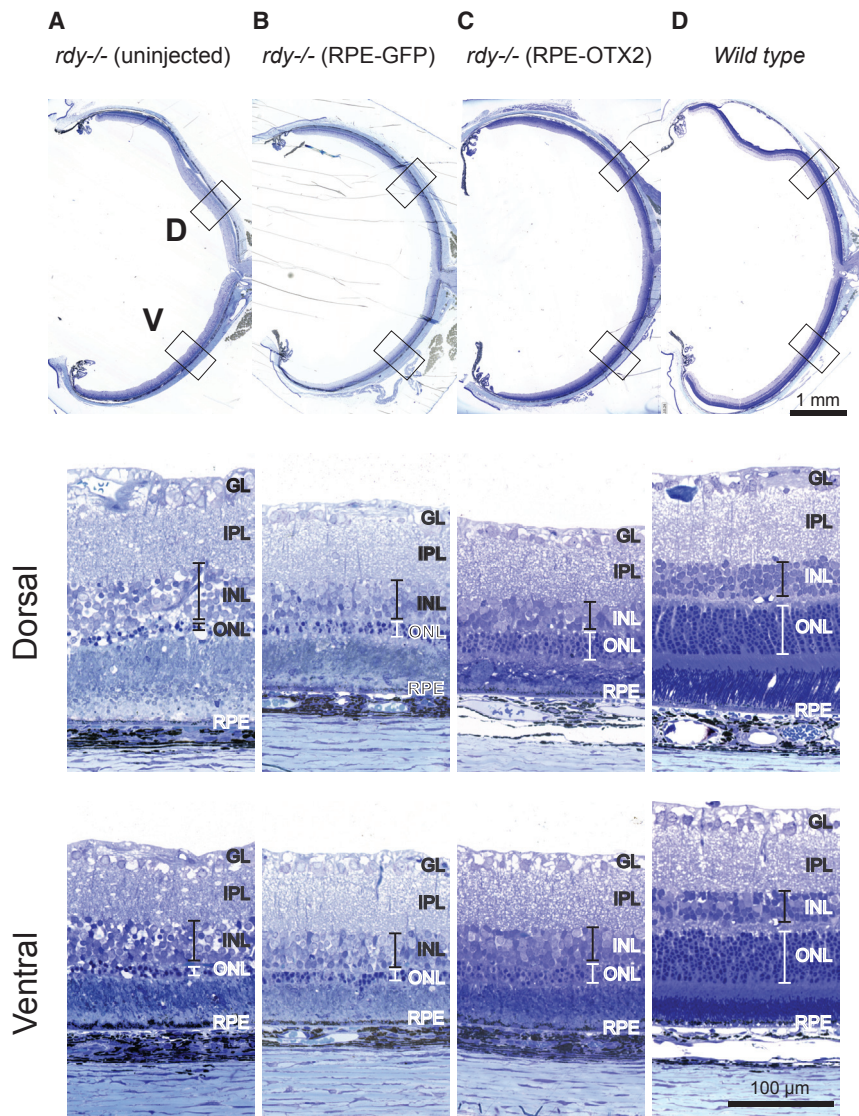 A
B
C
D
rdy-/- (uninjected)
rdy-/- (RPE-GFP)
rdy-/- (RPE-OTX2)
Wild type
D
V
1 mm
Dorsal
GL
IPL
INL
ONL
RPE
GL
IPL
INL
ONL
RPE
GL
IPL
INL
ONL
RPE
GL
IPL
INL
ONL
RPE
Ventral
GL
IPL
INL
ONL
RPE
GL
IPL
INL
ONL
GL
IPL
INL
ONL
GL
IPL
INL
ONL
RPE
100 µm